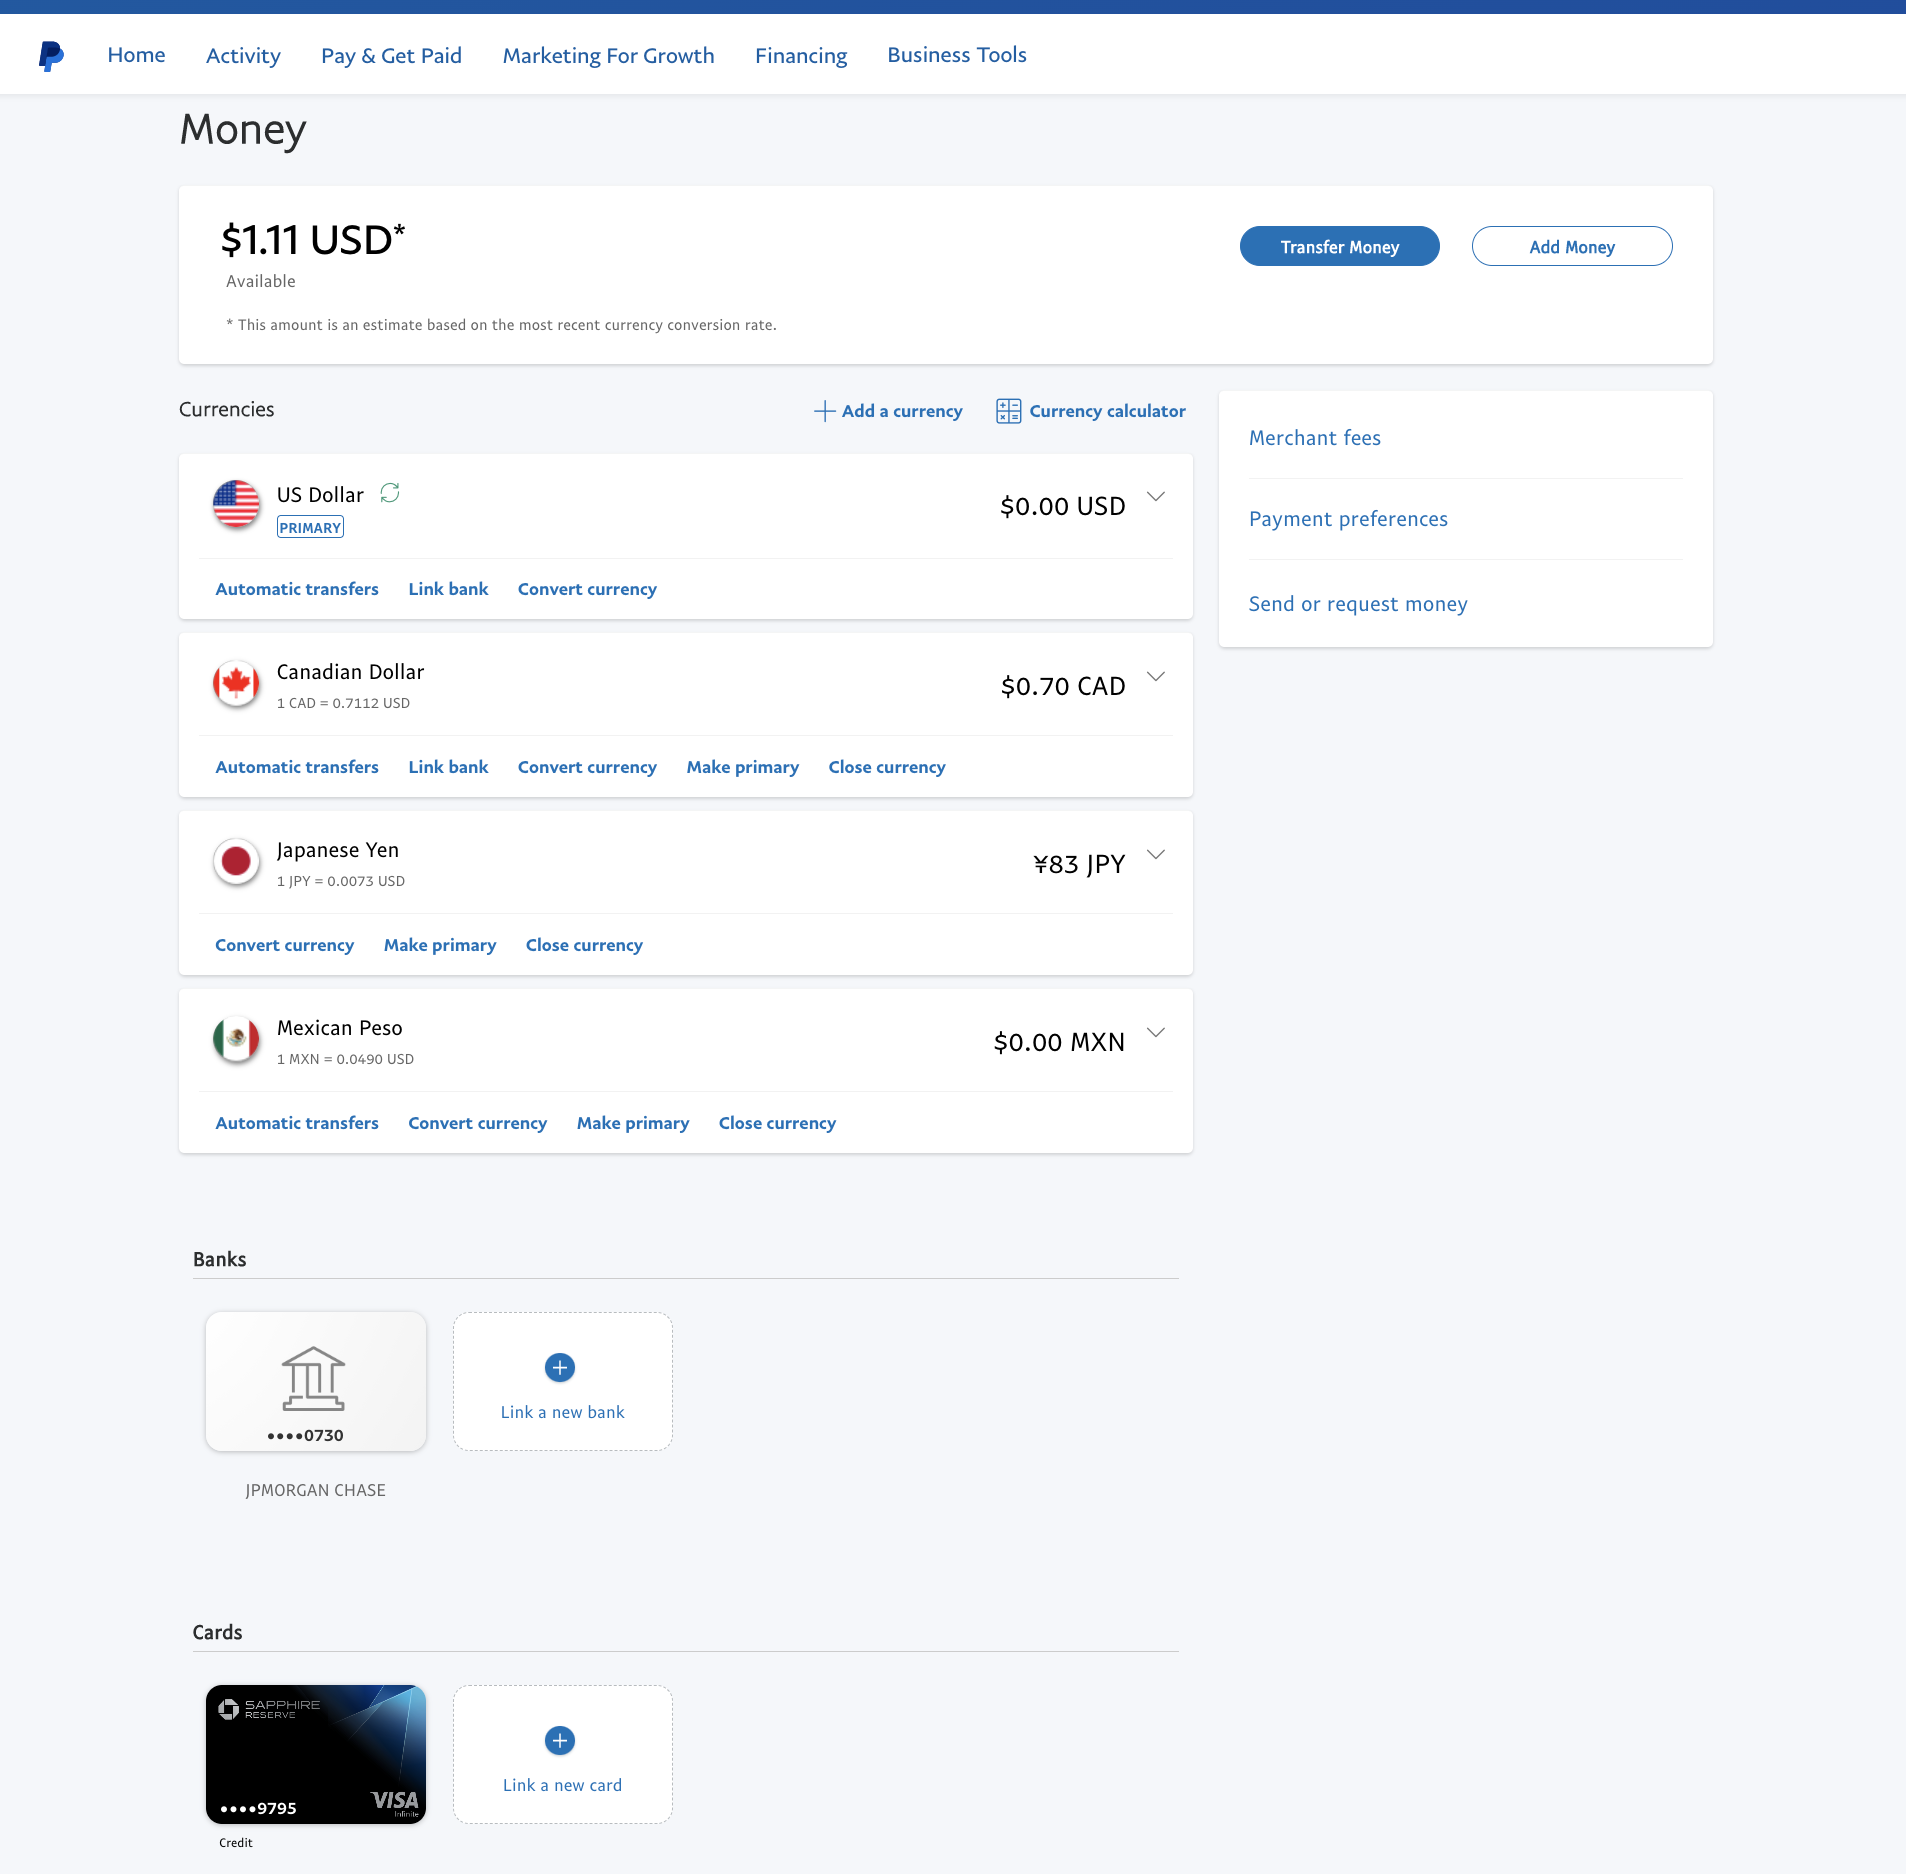 Home Activity Pay & Get Paid Marketing For Growth Financing Business Tools
Money
$1.11 USD*
Available
* This amount is an estimate based on the most recent currency conversion rate.
Transfer Money Add Money
Currencies
Add a currency Currency calculator
US Dollar
PRIMARY
$0.00 USD
Automatic transfers Link bank Convert currency
Canadian Dollar
1 CAD = 0.7112 USD
$0.70 CAD
Automatic transfers Link bank Convert currency Make primary Close currency
Japanese Yen
1 JPY = 0.0073 USD
¥83 JPY
Convert currency Make primary Close currency
Mexican Peso
1 MXN = 0.0490 USD
$0.00 MXN
Automatic transfers Convert currency Make primary Close currency
Merchant fees
Payment preferences
Send or request money
Banks
••••0730
JPMORGAN CHASE
Link a new bank
Cards
SAPPHIRE
RESERVE
••••9795
VISA
Infinite
Credit
Link a new card